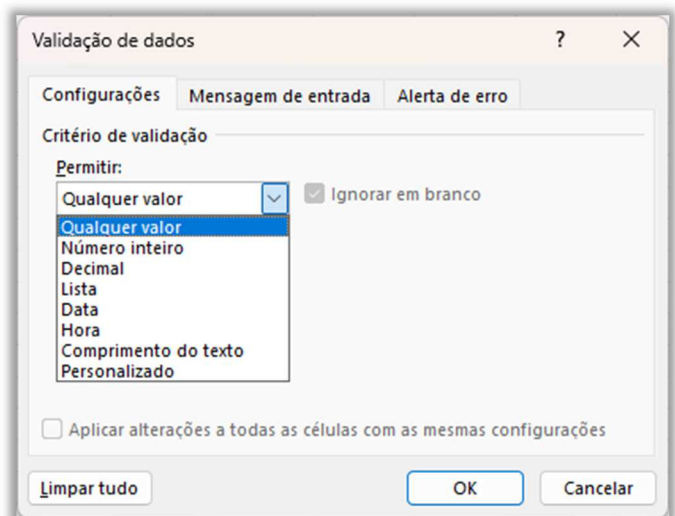 Validação de dados ?
Configurações Mensagem de entrada Alerta de erro
Critério de validação
Permitir:
Qualquer valor Ignorar em branco
Qualquer valor
Número inteiro
Decimal
Lista
Data
Hora
Comprimento do texto
Personalizado
Aplicar alterações a todas as células com as mesmas configurações
Limpar tudo OK Cancelar